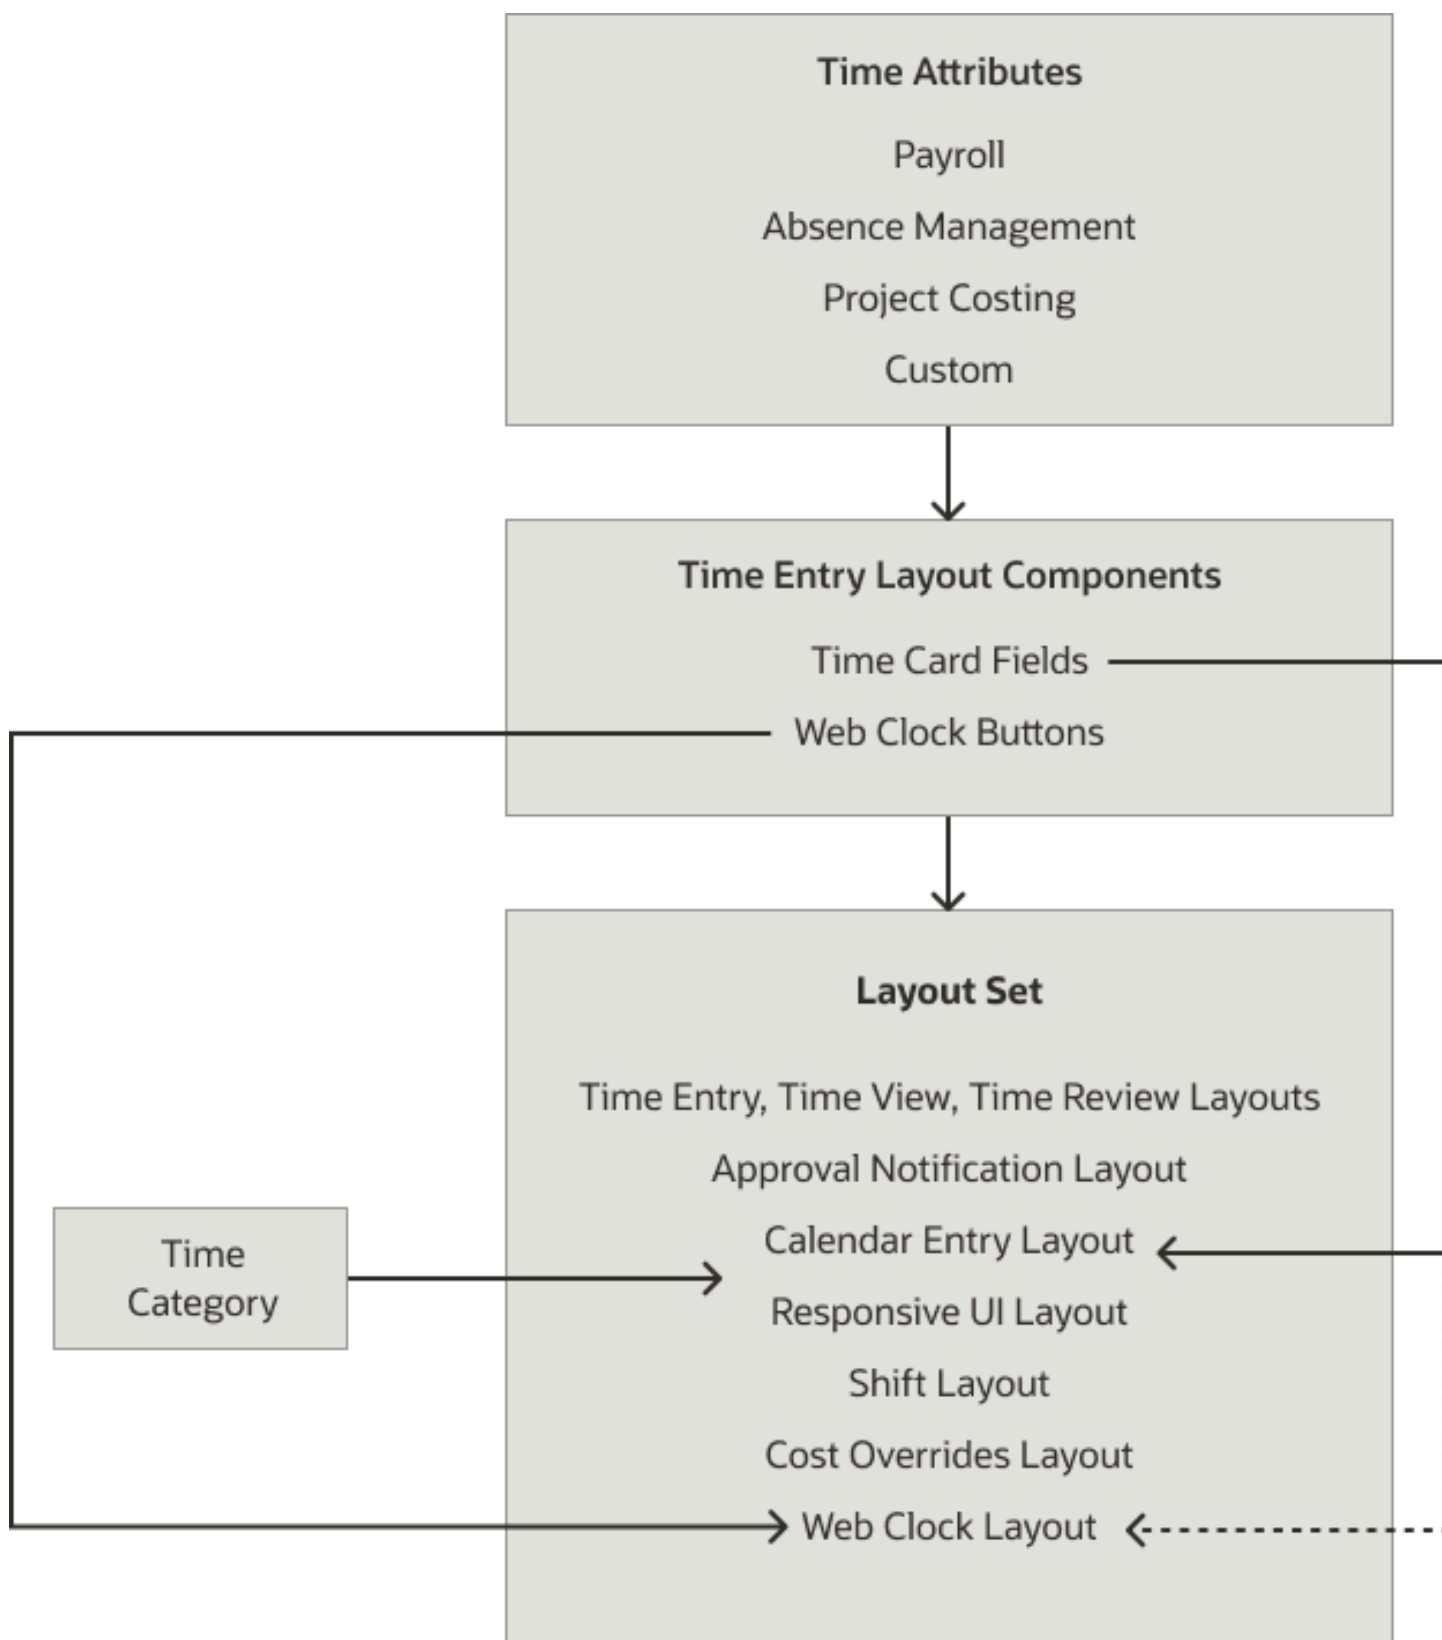 Time Attributes
Payroll
Absence Management
Project Costing
Custom
Time Entry Layout Components
Time Card Fields
Web Clock Buttons
Layout Set
Time Entry, Time View, Time Review Layouts
Approval Notification Layout
Calendar Entry Layout
Responsive UI Layout
Shift Layout
Cost Overrides Layout
Web Clock Layout
Time
Category